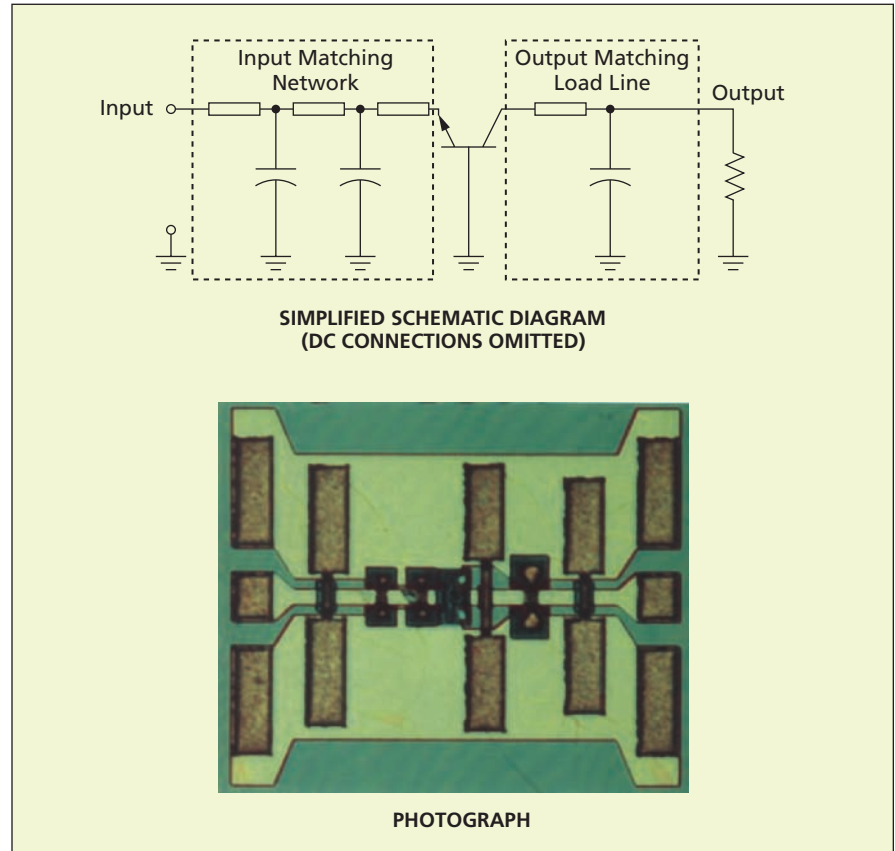 Input Matching
Network
Output Matching
Load Line
Input
Output
SIMPLIFIED SCHEMATIC DIAGRAM
(DC CONNECTIONS OMITTED)
PHOTOGRAPH